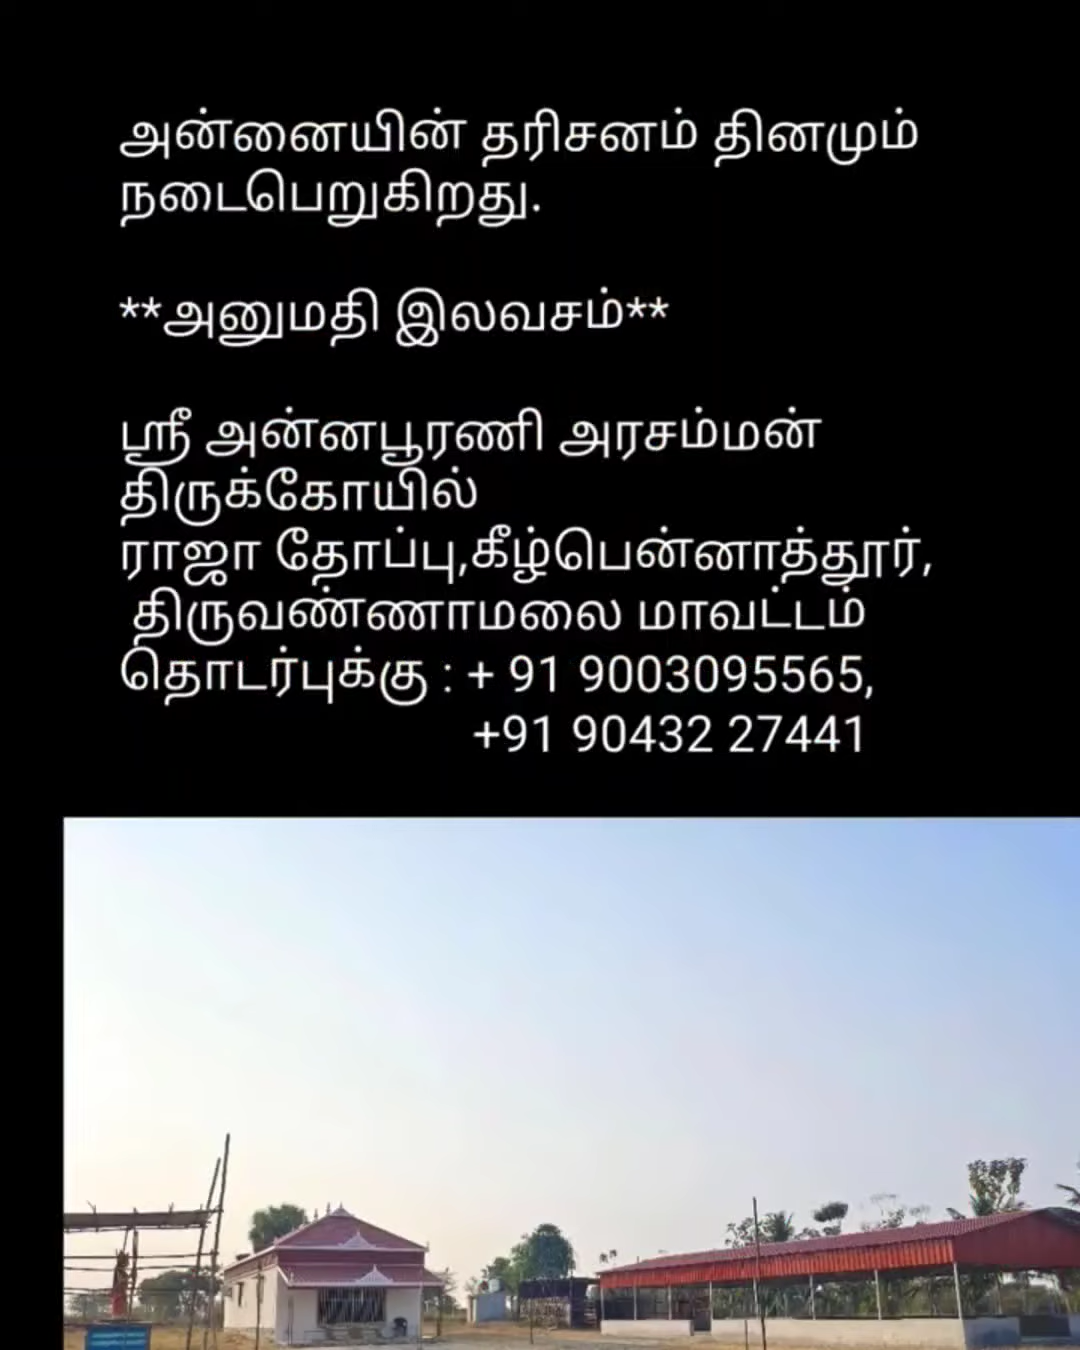 அன்னையின் தரிசனம் தினமும்
நடைபெறுகிறது.
**அனுமதி இலவசம்**
ஸ்ரீ அன்னபூரணி அரசம்மன்
திருக்கோயில்
ராஜா தோப்பு,கீழ்பென்னாத்தூர்,
திருவண்ணாமலை மாவட்டம்
தொடர்புக்கு : + 91 9003095565,
+91 90432 27441